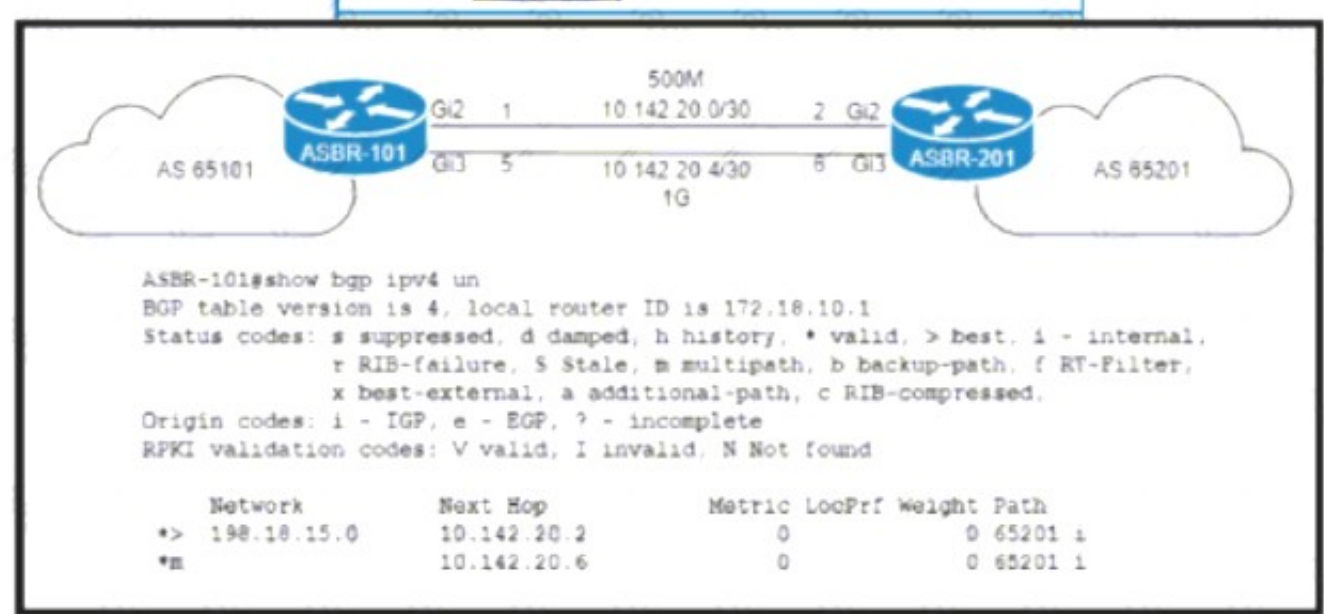 500M
Gi2 1 10.142.20.0/30 2 Gi2
ASBR-101 ASBR-201
AS 65101 Gi3 5 10.142.20.4/30 6 Gi3 AS 65201
1G
ASBR-101#show bgp ipv4 un
BGP table version is 4, local router ID is 172.18.10.1
Status codes: s suppressed, d damped, h history, * valid, > best, i - internal,
r RIB-failure, S Stale, m multipath, b backup-path, f RT-Filter,
x best-external, a additional-path, c RIB-compressed,
Origin codes: i - IGP, e - EGP, ? - incomplete
RPKI validation codes: V valid, I invalid, N Not found
Network Next Hop Metric LocPrf Weight Path
*> 198.18.15.0 10.142.20.2 0 0 65201 i
*m 10.142.20.6 0 0 65201 i